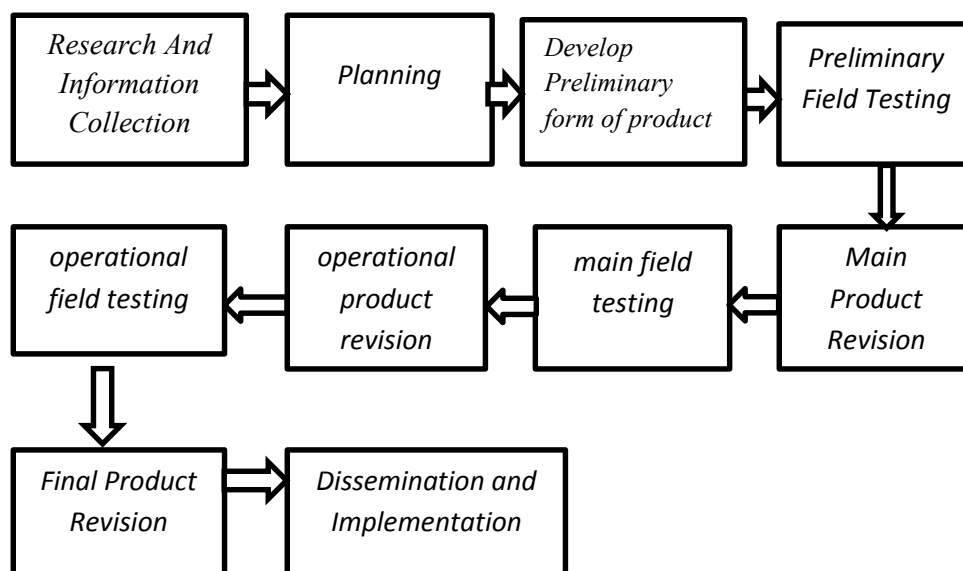 Research And
Information
Collection
Planning
Develop
Preliminary
form of product
Preliminary
Field Testing
Main
Product
Revision
main field
testing
operational
product
revision
operational
field testing
Final Product
Revision
Dissemination and
Implementation